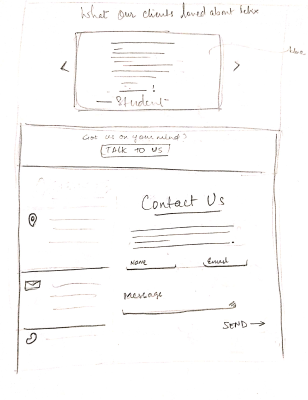 What our clients loved about
— Student
Got us on your mind?
TALK TO US
Contact Us
Name
Email
Message
SEND →